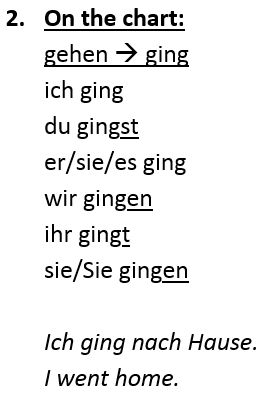 2. On the chart:
gehen → ging
ich ging
du gingst
er/sie/es ging
wir gingen
ihr gingt
sie/Sie gingen
Ich ging nach Hause.
I went home.